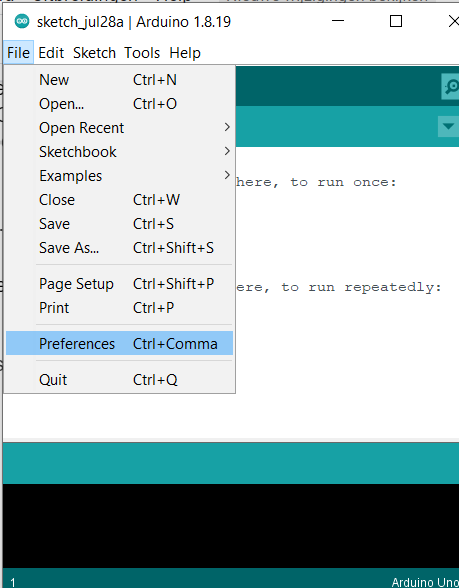 sketch_jul28a | Arduino 1.8.19
File Edit Sketch Tools Help
New Ctrl+N
Open... Ctrl+O
Open Recent
Sketchbook
Examples
Close Ctrl+W
Save Ctrl+S
Save As... Ctrl+Shift+S
Page Setup Ctrl+Shift+P
Print Ctrl+P
Preferences Ctrl+Comma
Quit Ctrl+Q
here, to run once:
ere, to run repeatedly:
1
Arduino Uno